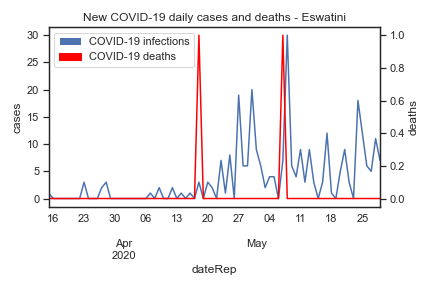 New COVID-19 daily cases and deaths - Eswatini
COVID-19 infections
COVID-19 deaths
30
25
20
15
10
5
0
cases
1.0
0.8
0.6
0.4
0.2
0.0
deaths
16 23 30 06 13 20 27 04 11 18 25
Apr May
2020
dateRep